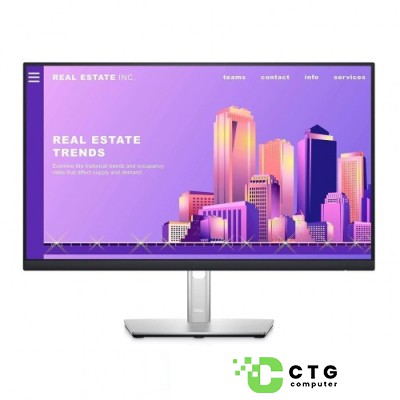 REAL ESTATE INC.
teams contact info services
REAL ESTATE
TRENDS
Examine the historical trends and
rates that affect supply and demand.
DELL
CTG
computer